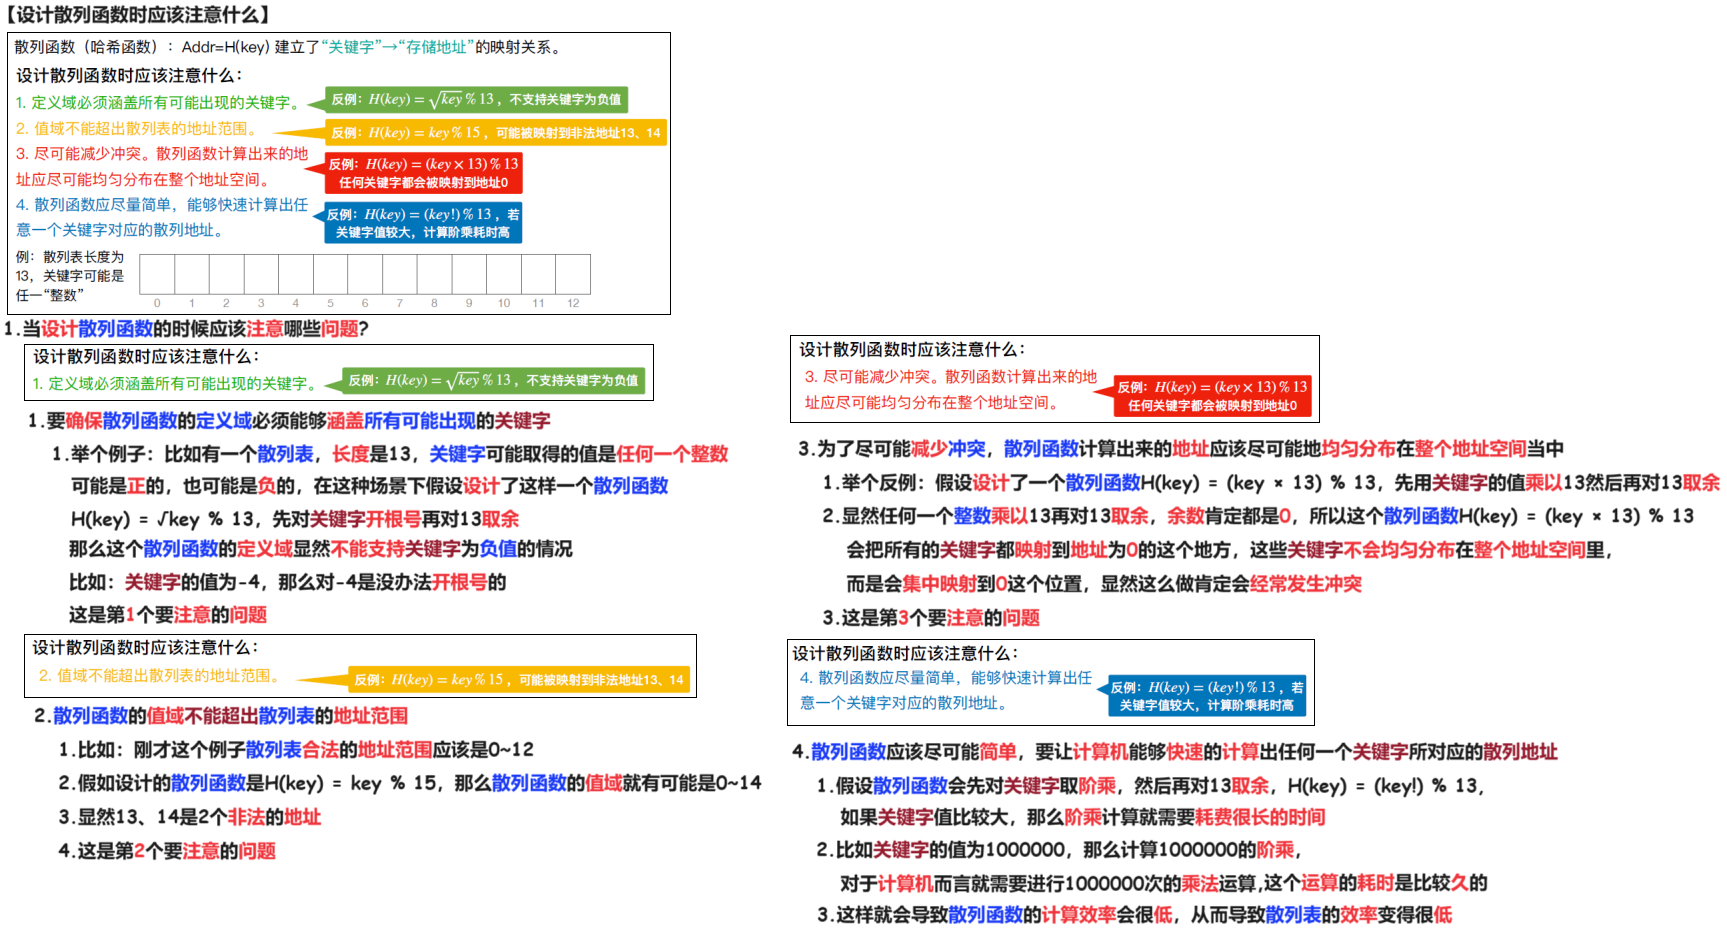 【设计散列函数时应该注意什么】
散列函数（哈希函数）：Addr=H(key) 建立了“关键字”→“存储地址”的映射关系。
设计散列函数时应该注意什么：
1. 定义域必须涵盖所有可能出现的关键字。
反例：H(key) = √key % 13，不支持关键字为负值
2. 值域不能超出散列表的地址范围。
反例：H(key) = key % 15，可能被映射到非法地址13、14
3. 尽可能减少冲突。散列函数计算出来的地
址应尽可能均匀分布在整个地址空间。
反例：H(key) = (key × 13) % 13
任何关键字都会被映射到地址0
4. 散列函数应尽量简单，能够快速计算出任
意一个关键字对应的散列地址。
反例：H(key) = (key!) % 13，若
关键字值较大，计算阶乘耗时高
例：散列表长度为
13，关键字可能是
任一“整数”
0 1 2 3 4 5 6 7 8 9 10 11 12
1.当设计散列函数的时候应该注意哪些问题?
设计散列函数时应该注意什么：
1. 定义域必须涵盖所有可能出现的关键字。
反例：H(key) = √key % 13，不支持关键字为负值
1.要确保散列函数的定义域必须能够涵盖所有可能出现的关键字
1.举个例子：比如有一个散列表，长度是13，关键字可能取得的值是任何一个整数
可能是正的，也可能是负的，在这种场景下假设设计了这样一个散列函数
H(key) = √key % 13，先对关键字开根号再对13取余
那么这个散列函数的定义域显然不能支持关键字为负值的情况
比如：关键字的值为-4，那么对-4是没办法开根号的
这是第1个要注意的问题
设计散列函数时应该注意什么：
2. 值域不能超出散列表的地址范围。
反例：H(key) = key % 15，可能被映射到非法地址13、14
2.散列函数的值域不能超出散列表的地址范围
1.比如：刚才这个例子散列表合法的地址范围应该是0~12
2.假如设计的散列函数是H(key) = key % 15，那么散列函数的值域就有可能是0~14
3.显然13、14是2个非法的地址
4.这是第2个要注意的问题
设计散列函数时应该注意什么：
3. 尽可能减少冲突。散列函数计算出来的地
址应尽可能均匀分布在整个地址空间。
反例：H(key) = (key × 13) % 13
任何关键字都会被映射到地址0
3.为了尽可能减少冲突，散列函数计算出来的地址应该尽可能地均匀分布在整个地址空间当中
1.举个反例：假设设计了一个散列函数H(key) = (key × 13) % 13，先用关键字的值乘以13然后再对13取余
2.显然任何一个整数乘以13再对13取余，余数肯定都是0，所以这个散列函数H(key) = (key × 13) % 13
会把所有的关键字都映射到地址为0的这个地方，这些关键字不会均匀分布在整个地址空间里，
而是会集中映射到0这个位置，显然这么做肯定会经常发生冲突
3.这是第3个要注意的问题
设计散列函数时应该注意什么：
4. 散列函数应尽量简单，能够快速计算出任
意一个关键字对应的散列地址。
反例：H(key) = (key!) % 13，若
关键字值较大，计算阶乘耗时高
4.散列函数应该尽可能简单，要让计算机能够快速的计算出任何一个关键字所对应的散列地址
1.假设散列函数会先对关键字取阶乘，然后再对13取余，H(key) = (key!) % 13，
如果关键字值比较大，那么阶乘计算就需要耗费很长的时间
2.比如关键字的值为1000000，那么计算1000000的阶乘，
对于计算机而言就需要进行1000000次的乘法运算,这个运算的耗时是比较久的
3.这样就会导致散列函数的计算效率会很低，从而导致散列表的效率变得很低